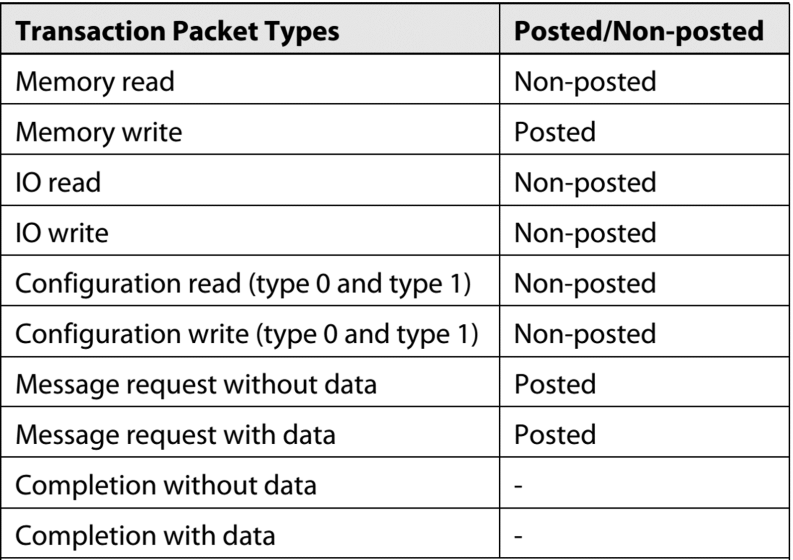 Transaction Packet Types Posted/Non-posted
Memory read Non-posted
Memory write Posted
IO read Non-posted
IO write Non-posted
Configuration read (type 0 and type 1) Non-posted
Configuration write (type 0 and type 1) Non-posted
Message request without data Posted
Message request with data Posted
Completion without data -
Completion with data -